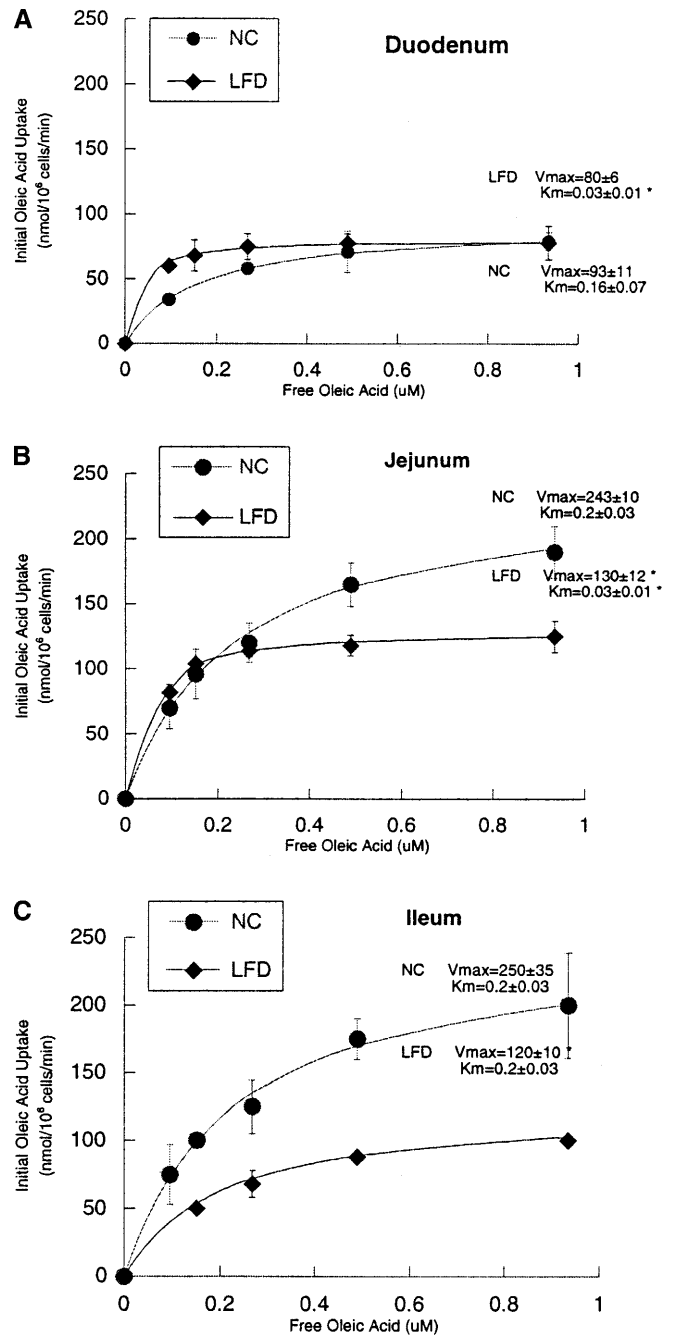 A
Duodenum
NC
LFD
250
200
150
100
50
0
Initial Oleic Acid Uptake
(nmol/10⁶ cells/min)
LFD Vmax=80±6
Km=0.03±0.01 *
NC Vmax=93±11
Km=0.16±0.07
0 0.2 0.4 0.6 0.8 1
Free Oleic Acid (uM)
B
Jejunum
NC
LFD
250
200
150
100
50
0
Initial Oleic Acid Uptake
(nmol/10⁶ cells/min)
NC Vmax=243±10
Km=0.2±0.03
LFD Vmax=130±12 *
Km=0.03±0.01 *
0 0.2 0.4 0.6 0.8 1
Free Oleic Acid (uM)
C
Ileum
NC
LFD
250
200
150
100
50
0
Initial Oleic Acid Uptake
(nmol/10⁶ cells/min)
NC Vmax=250±35
Km=0.2±0.03
LFD Vmax=120±10 *
Km=0.2±0.03
0 0.2 0.4 0.6 0.8 1
Free Oleic Acid (uM)